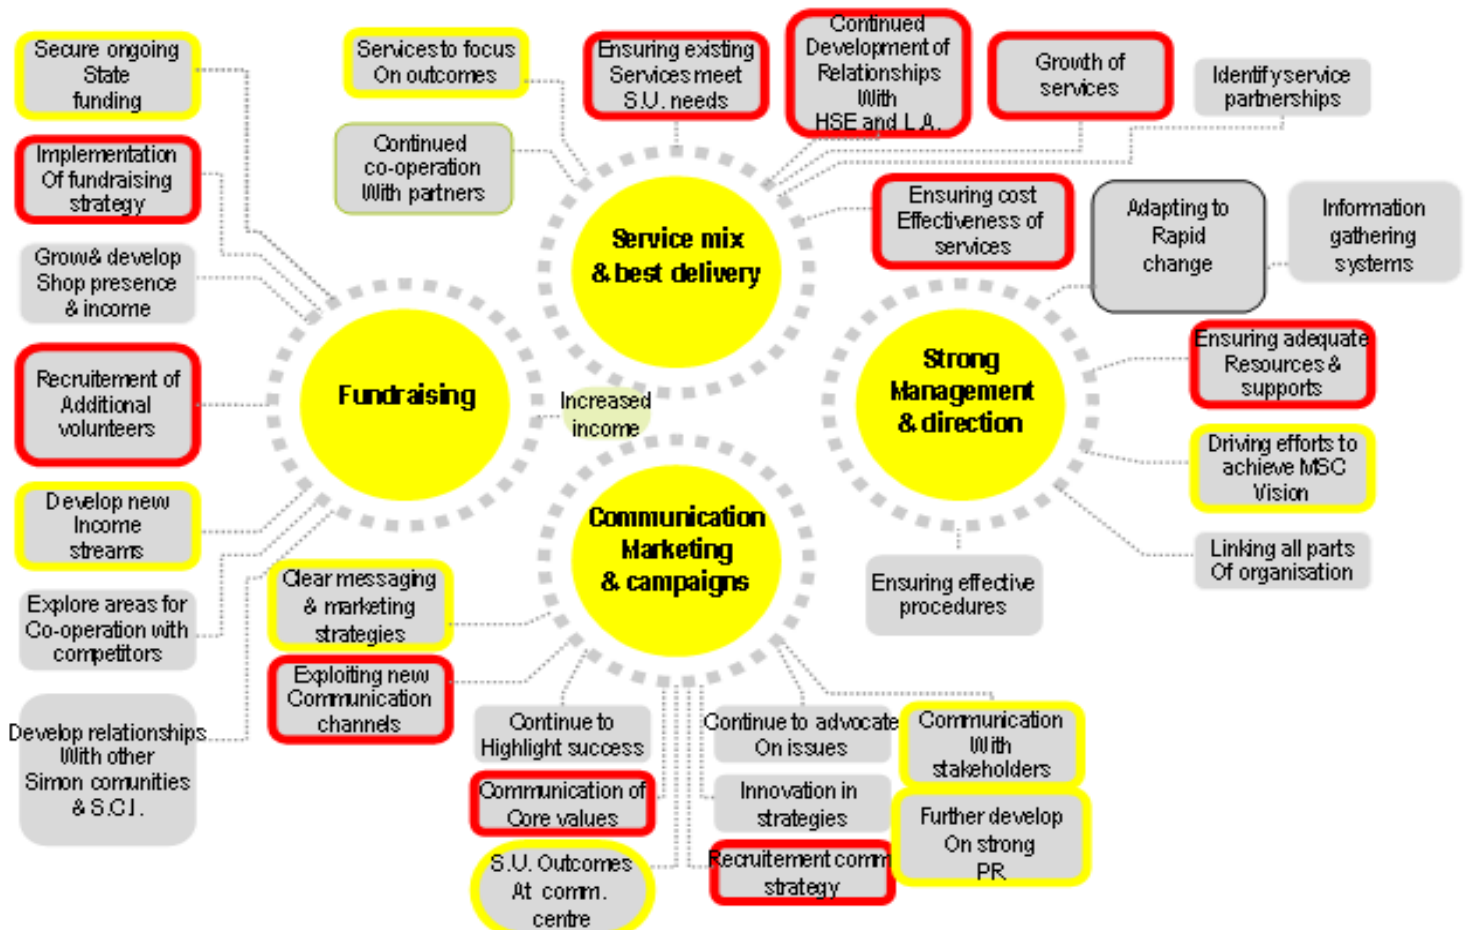 Secure ongoing
State
funding
Implementation
Of fundraising
strategy
Grow & develop
Shop presence
& income
Recruitement of
Additional
volunteers
Develop new
Income
streams
Explore areas for
Co-operation with
competitors
Develop relationships
With other
Simon comunities
& S.C.I.
Fundraising
Increased
income
Services to focus
On outcomes
Continued
co-operation
With partners
Ensuring existing
Services meet
S.U. needs
Continued
Development of
Relationships
With
HSE and L.A.
Growth of
services
Identify service
partnerships
Ensuring cost
Effectiveness of
services
Service mix
& best delivery
Adapting to
Rapid
change
Information
gathering
systems
Ensuring adequate
Resources &
supports
Driving efforts to
achieve MSC
Vision
Linking all parts
Of organisation
Ensuring effective
procedures
Strong
Management
& direction
Communication
Marketing
& campaigns
Clear messaging
& marketing
strategies
Exploiting new
Communication
channels
Continue to
Highlight success
Communication of
Core values
S.U. Outcomes
At comm.
centre
Continue to advocate
On issues
Innovation in
strategies
Recruitement comm
strategy
Communication
With
stakeholders
Further develop
On strong
PR